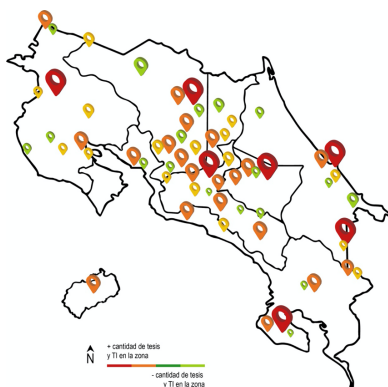 + cantidad de tesis
y TI en la zona
N
- cantidad de tesis
y TI en la zona